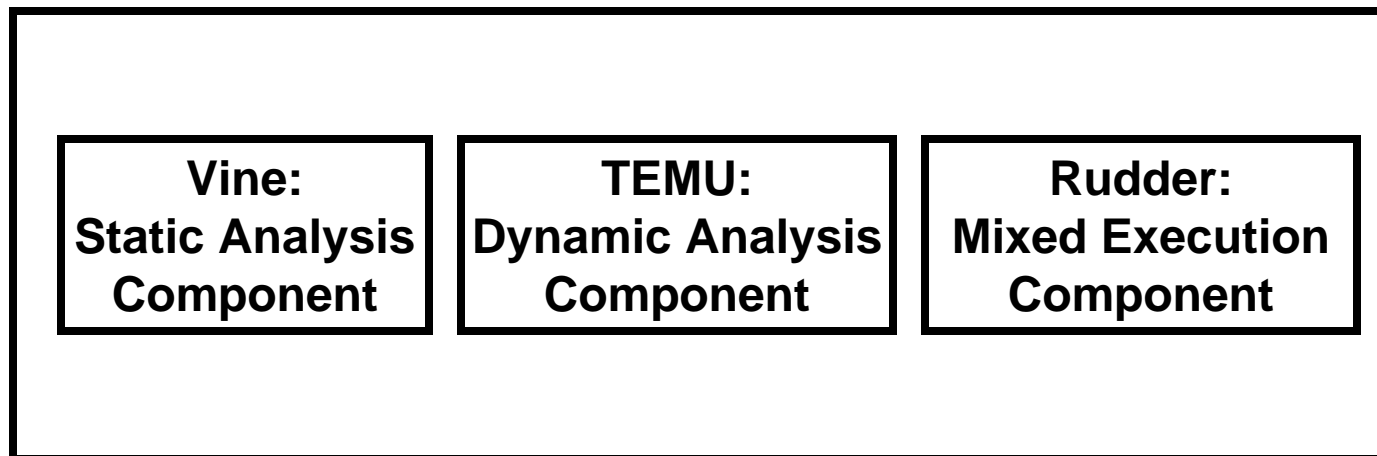 Vine:
Static Analysis
Component
TEMU:
Dynamic Analysis
Component
Rudder:
Mixed Execution
Component